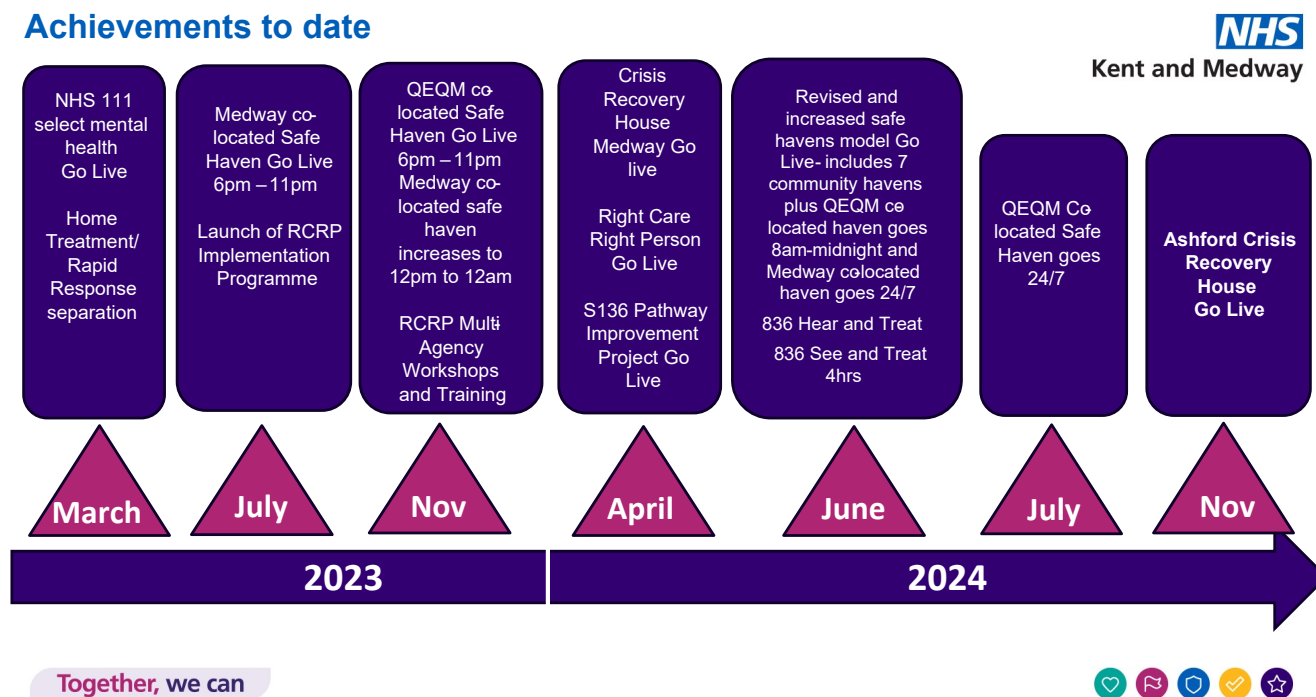 Achievements to date
NHS
Kent and Medway
NHS 111
select mental
health
Go Live
Home
Treatment/
Rapid
Response
separation
Medway co-
located Safe
Haven Go Live
6pm – 11pm
Launch of RCRP
Implementation
Programme
QEQM co-
located Safe
Haven Go Live
6pm – 11pm
Medway co-
located safe
haven
increases to
12pm to 12am
RCRP Multi-
Agency
Workshops
and Training
Crisis
Recovery
House
Medway Go
live
Right Care
Right Person
Go Live
S136 Pathway
Improvement
Project Go
Live
Revised and
increased safe
havens model Go
Live- includes 7
community havens
plus QEQM co-
located haven goes
8am-midnight and
Medway co-located
haven goes 24/7
836 Hear and Treat
836 See and Treat
4hrs
QEQM Co-
located Safe
Haven goes
24/7
Ashford Crisis
Recovery
House
Go Live
March
July
Nov
April
June
July
Nov
2023
2024
Together, we can